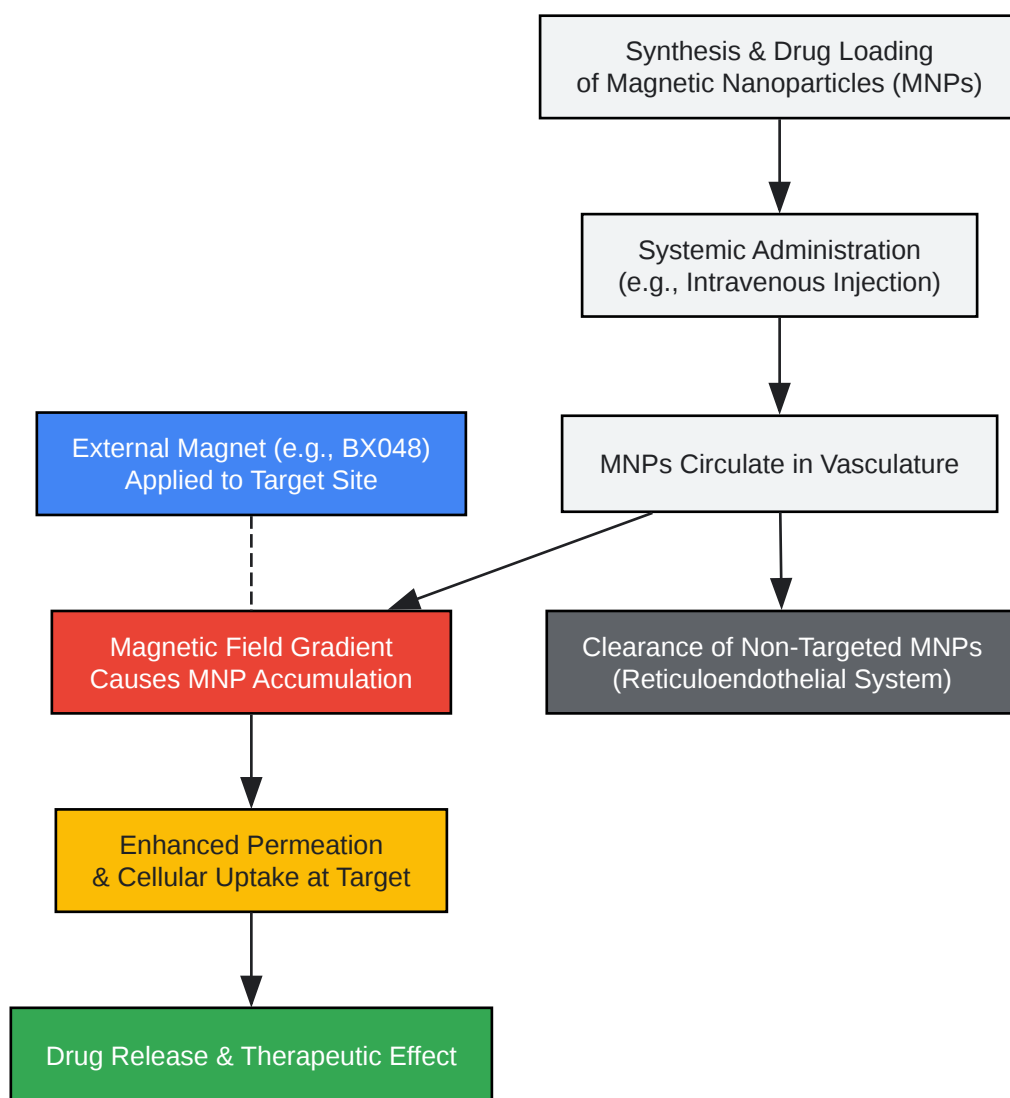 Synthesis & Drug Loading
of Magnetic Nanoparticles (MNPs)
Systemic Administration
(e.g., Intravenous Injection)
External Magnet (e.g., BX048)
Applied to Target Site
MNPs Circulate in Vasculature
Magnetic Field Gradient
Causes MNP Accumulation
Clearance of Non-Targeted MNPs
(Reticuloendothelial System)
Enhanced Permeation
& Cellular Uptake at Target
Drug Release & Therapeutic Effect